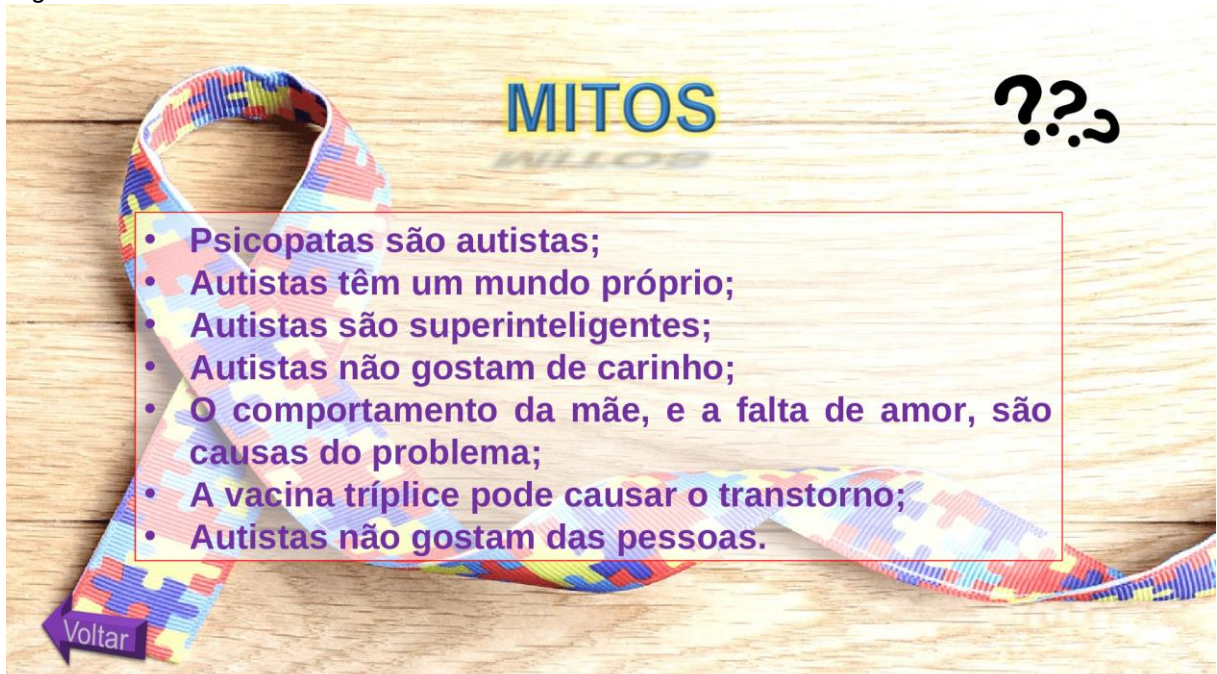 MITOS
???
• Psicopatas são autistas;
• Autistas têm um mundo próprio;
• Autistas são superinteligentes;
• Autistas não gostam de carinho;
• O comportamento da mãe, e a falta de amor, são
causas do problema;
• A vacina tríplice pode causar o transtorno;
• Autistas não gostam das pessoas.
Voltar